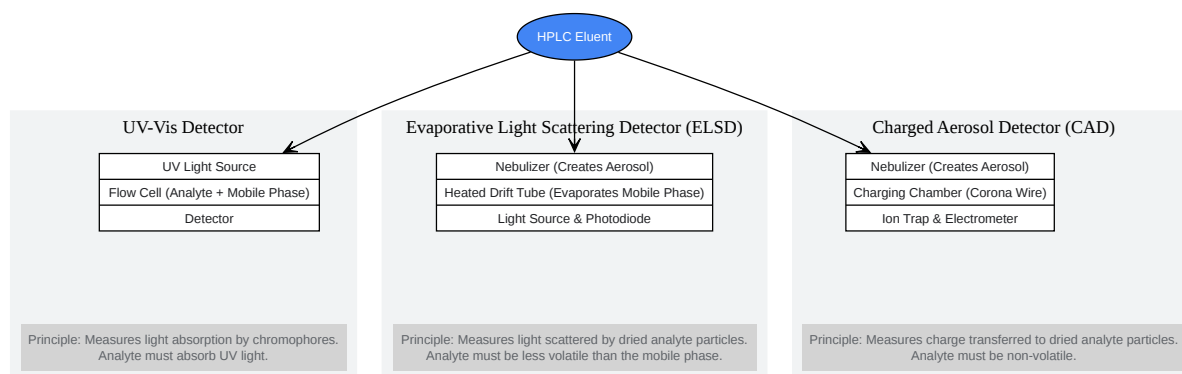 HPLC Eluent
UV-Vis Detector
UV Light Source
Flow Cell (Analyte + Mobile Phase)
Detector
Principle: Measures light absorption by chromophores.
Analyte must absorb UV light.
Evaporative Light Scattering Detector (ELSD)
Nebulizer (Creates Aerosol)
Heated Drift Tube (Evaporates Mobile Phase)
Light Source & Photodiode
Principle: Measures light scattered by dried analyte particles.
Analyte must be less volatile than the mobile phase.
Charged Aerosol Detector (CAD)
Nebulizer (Creates Aerosol)
Charging Chamber (Corona Wire)
Ion Trap & Electrometer
Principle: Measures charge transferred to dried analyte particles.
Analyte must be non-volatile.